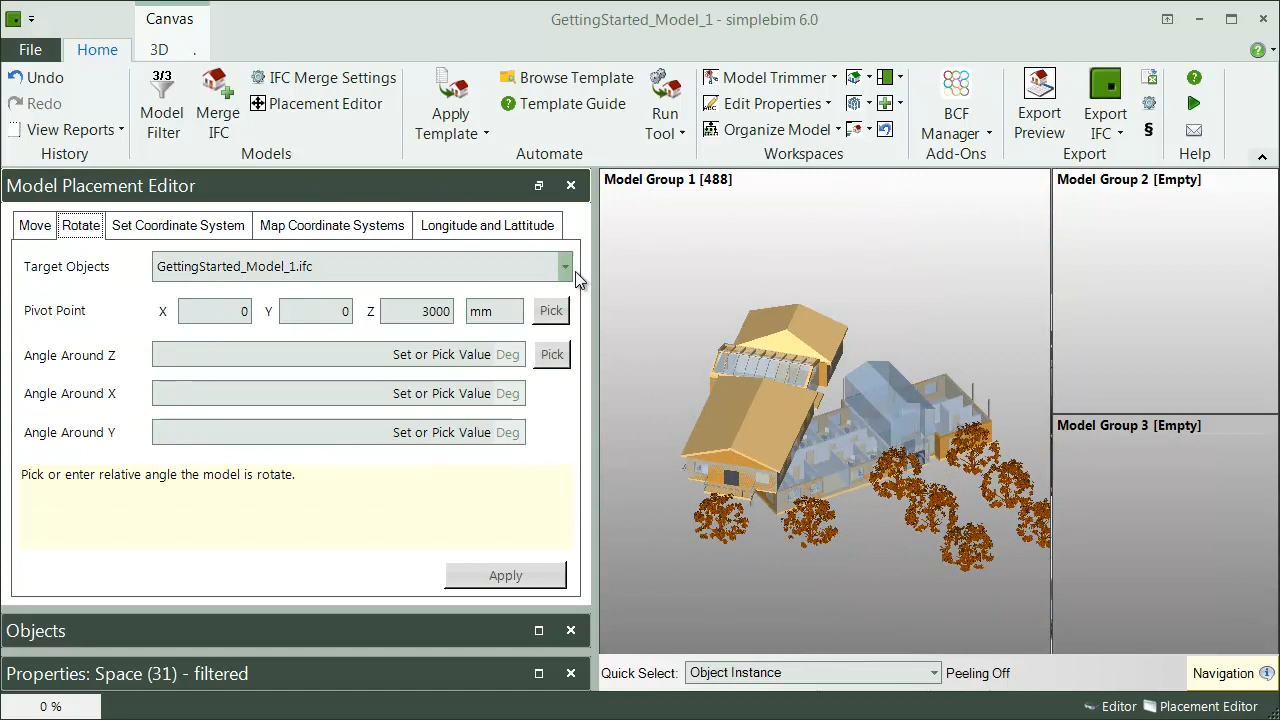 Canvas
GettingStarted_Model_1 - simplebim 6.0
File
Home
3D
Undo
Redo
View Reports
History
3/3
Model Filter
Merge IFC
IFC Merge Settings
Placement Editor
Models
Apply Template
Browse Template
Template Guide
Run Tool
Automate
Model Trimmer
Edit Properties
Organize Model
Workspaces
BCF Manager
Add-Ons
Export Preview
Export IFC
Export
Help
Model Placement Editor
Move
Rotate
Set Coordinate System
Map Coordinate Systems
Longitude and Lattitude
Target Objects
GettingStarted_Model_1.ifc
Pivot Point
X
0
Y
0
Z
3000
mm
Pick
Angle Around Z
Set or Pick Value Deg
Pick
Angle Around X
Set or Pick Value Deg
Angle Around Y
Set or Pick Value Deg
Pick or enter relative angle the model is rotate.
Apply
Objects
Properties: Space (31) - filtered
Model Group 1 [488]
Model Group 2 [Empty]
Model Group 3 [Empty]
Quick Select:
Object Instance
Peeling Off
Navigation
0 %
Editor
Placement Editor